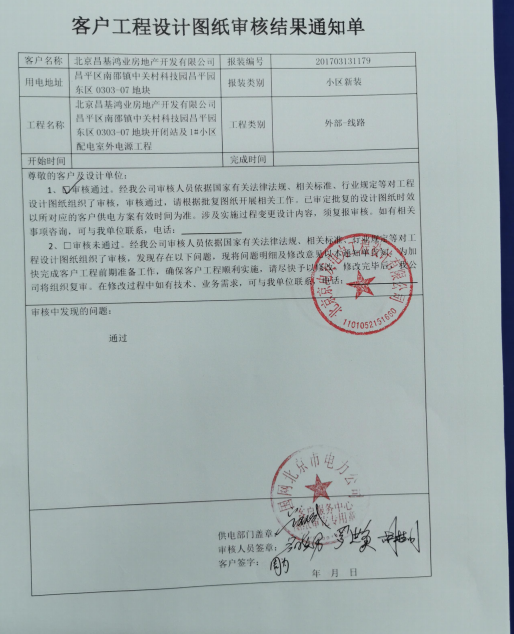 客户工程设计图纸审核结果通知单
客户名称 北京昌基鸿业房地产开发有限公司 报装编号 201703131179
用电地址 昌平区南邵镇中关村科技园昌平园东区 0303-07 地块 报装类别 小区新装
工程名称 北京昌基鸿业房地产开发有限公司昌平区南邵镇中关村科技园昌平园东区 0303-07 地块开闭站及 1#小区配电室外电源工程 工程类别 外部-线路
开始时间 完成时间
尊敬的客户及设计单位:
1、☑审核通过。经我公司审核人员依据国家有关法律法规、相关标准、行业规定等对工
程设计图纸组织了审核,审核通过,请根据批复图纸开展相关工作。已审定批复的设计图纸时效
以所对应的客户供电方案有效时间为准。涉及实施过程变更设计内容,须复报审核。如有相关
事项咨询,可与我单位联系,电话:
2、□审核未通过。经我公司审核人员依据国家有关法律法规、相关标准、行业规定等对工
程设计图纸组织了审核,发现存在以下问题,现将问题明细及修改意见以本通知单反馈。为加
快完成客户工程前期准备工作,确保客户工程顺利实施,请尽快予以修改。修改完毕后,我公
司将组织复审。在修改过程中如有技术、业务需求,可与我单位联系,电话:
1101052151600
审核中发现的问题:
通过
国网北京市电力公司
供电部门盖章:
审核人员签章:
客户签字:
年 月 日